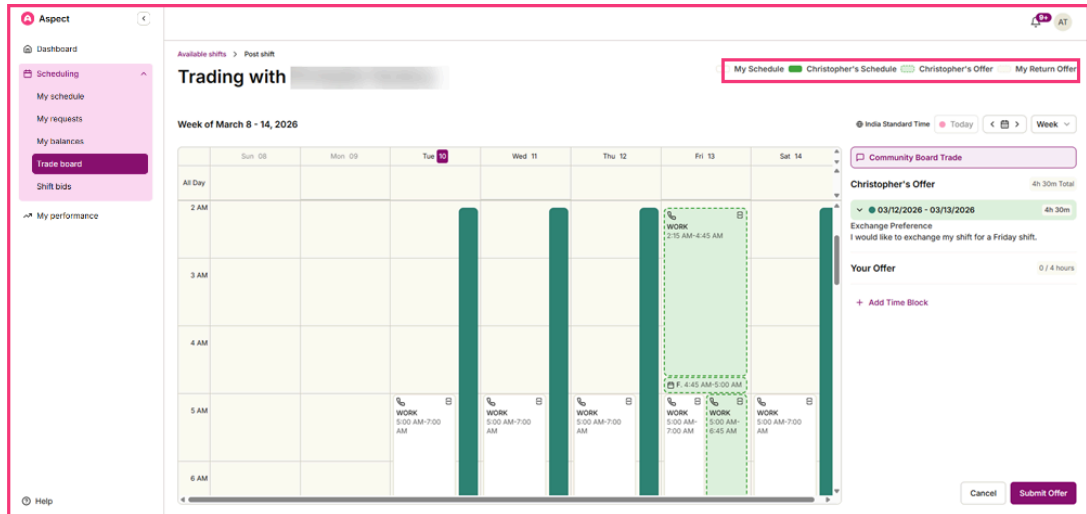 Aspect
9+
AT
Dashboard
Scheduling
My schedule
My requests
My balances
Trade board
Shift bids
My performance
Help
Available shifts > Post shift
Trading with
My Schedule Christopher's Schedule Christopher's Offer My Return Offer
Week of March 8 - 14, 2026
India Standard Time Today Week
Sun 08 Mon 09 Tue 10 Wed 11 Thu 12 Fri 13 Sat 14
All Day
2 AM
WORK
2:15 AM-4:45 AM
3 AM
4 AM
F. 4:45 AM-5:00 AM
5 AM
WORK
5:00 AM-7:00
AM
WORK
5:00 AM-7:00
AM
WORK
5:00 AM-7:00
AM
WORK
5:00 AM-
7:00 AM
WORK
5:00 AM-
6:45 AM
WORK
5:00 AM-7:00
AM
6 AM
Community Board Trade
Christopher's Offer 4h 30m Total
03/12/2026 - 03/13/2026 4h 30m
Exchange Preference
I would like to exchange my shift for a Friday shift.
Your Offer 0 / 4 hours
+ Add Time Block
Cancel Submit Offer